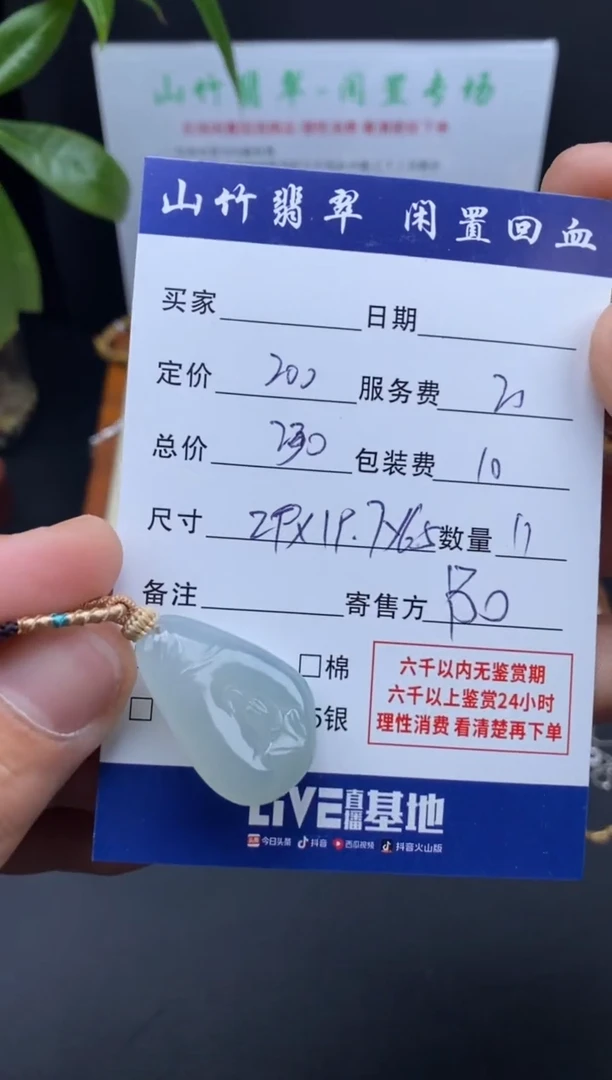 山竹翡翠-闲置专场
山竹翡翠 闲置回血
买家 日期
定价 200 服务费 20
总价 230 包装费 10
尺寸 29X19.7X6.5 数量 11
备注 寄售方
□棉
□ 银
六千以内无鉴赏期
六千以上鉴赏24小时
理性消费 看清楚再下单
LIVE直播基地
今日头条 抖音 西瓜视频 抖音火山版